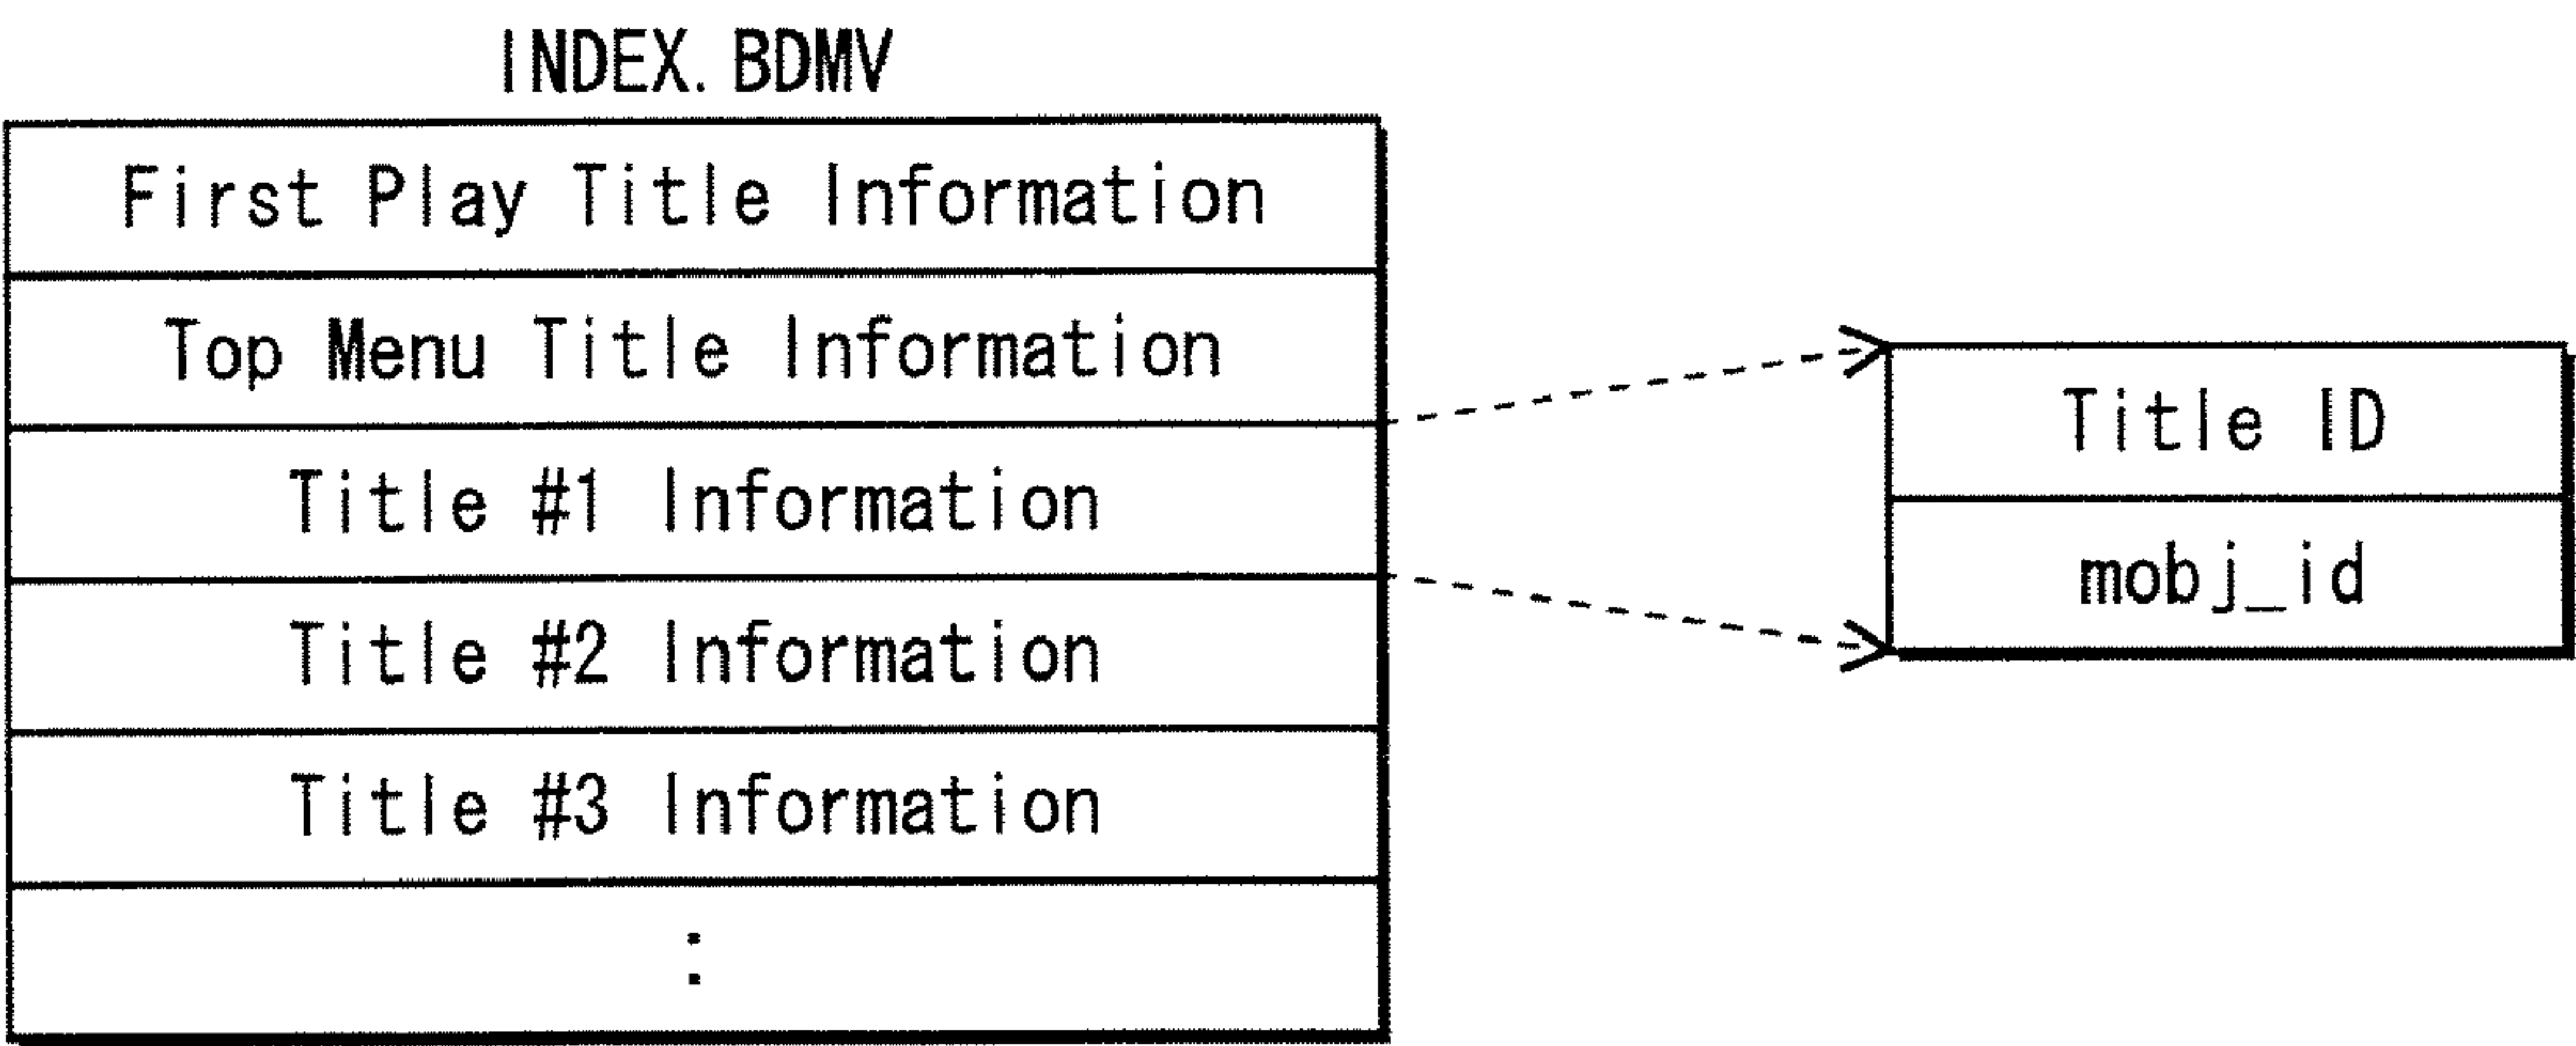 INDEX.BDMV
First Play Title Information
Top Menu Title Information
Title #1 Information
Title #2 Information
Title #3 Information
:
Title ID
mobj_id